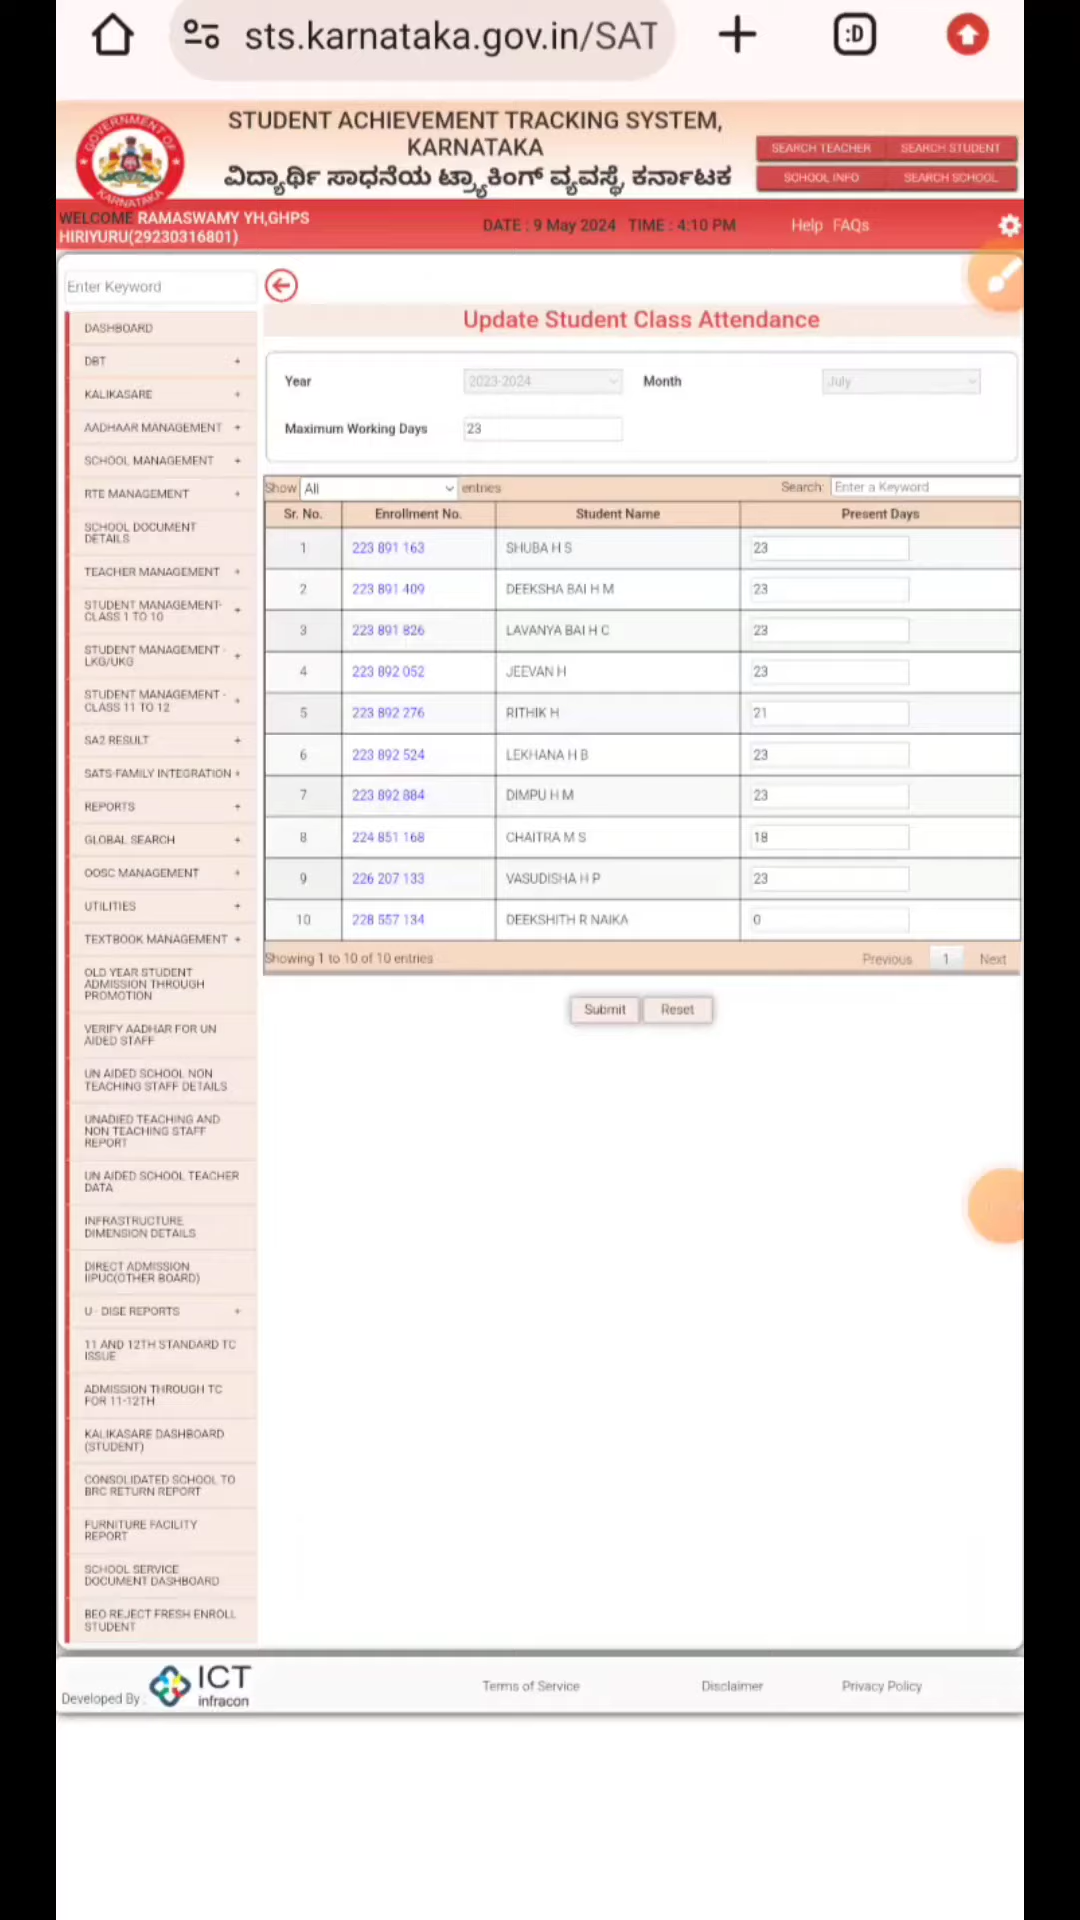 sts.karnataka.gov.in/SAT
:D
STUDENT ACHIEVEMENT TRACKING SYSTEM,
KARNATAKA
ವಿದ್ಯಾರ್ಥಿ ಸಾಧನೆಯ ಟ್ರ್ಯಾಕಿಂಗ್ ವ್ಯವಸ್ಥೆ, ಕರ್ನಾಟಕ
SEARCH TEACHER SEARCH STUDENT
SCHOOL INFO SEARCH SCHOOL
GOVERNMENT OF
KARNATAKA
WELCOME RAMASWAMY YH,GHPS
HIRIYURU(29230316801)
DATE : 9 May 2024 TIME : 4:10 PM
Help FAQs
Enter Keyword
DASHBOARD
DBT +
KALIKASARE +
AADHAAR MANAGEMENT +
SCHOOL MANAGEMENT +
RTE MANAGEMENT +
SCHOOL DOCUMENT
DETAILS
TEACHER MANAGEMENT +
STUDENT MANAGEMENT-
CLASS 1 TO 10 +
STUDENT MANAGEMENT -
LKG/UKG +
STUDENT MANAGEMENT -
CLASS 11 TO 12 +
SA2 RESULT +
SATS-FAMILY INTEGRATION +
REPORTS +
GLOBAL SEARCH +
OOSC MANAGEMENT +
UTILITIES +
TEXTBOOK MANAGEMENT +
OLD YEAR STUDENT
ADMISSION THROUGH
PROMOTION
VERIFY AADHAR FOR UN
AIDED STAFF
UN AIDED SCHOOL NON
TEACHING STAFF DETAILS
UNADIED TEACHING AND
NON TEACHING STAFF
REPORT
UN AIDED SCHOOL TEACHER
DATA
INFRASTRUCTURE
DIMENSION DETAILS
DIRECT ADMISSION
IIPUC(OTHER BOARD)
U - DISE REPORTS +
11 AND 12TH STANDARD TC
ISSUE
ADMISSION THROUGH TC
FOR 11-12TH
KALIKASARE DASHBOARD
(STUDENT)
CONSOLIDATED SCHOOL TO
BRC RETURN REPORT
FURNITURE FACILITY
REPORT
SCHOOL SERVICE
DOCUMENT DASHBOARD
BEO REJECT FRESH ENROLL
STUDENT
Update Student Class Attendance
Year 2023-2024 Month July
Maximum Working Days 23
Show All entries Search: Enter a Keyword
Sr. No. Enrollment No. Student Name Present Days
1 223 891 163 SHUBA H S 23
2 223 891 409 DEEKSHA BAI H M 23
3 223 891 826 LAVANYA BAI H C 23
4 223 892 052 JEEVAN H 23
5 223 892 276 RITHIK H 21
6 223 892 524 LEKHANA H B 23
7 223 892 884 DIMPU H M 23
8 224 851 168 CHAITRA M S 18
9 226 207 133 VASUDISHA H P 23
10 228 557 134 DEEKSHITH R NAIKA 0
Showing 1 to 10 of 10 entries Previous 1 Next
Submit Reset
Developed By : ICT
infracon
Terms of Service Disclaimer Privacy Policy